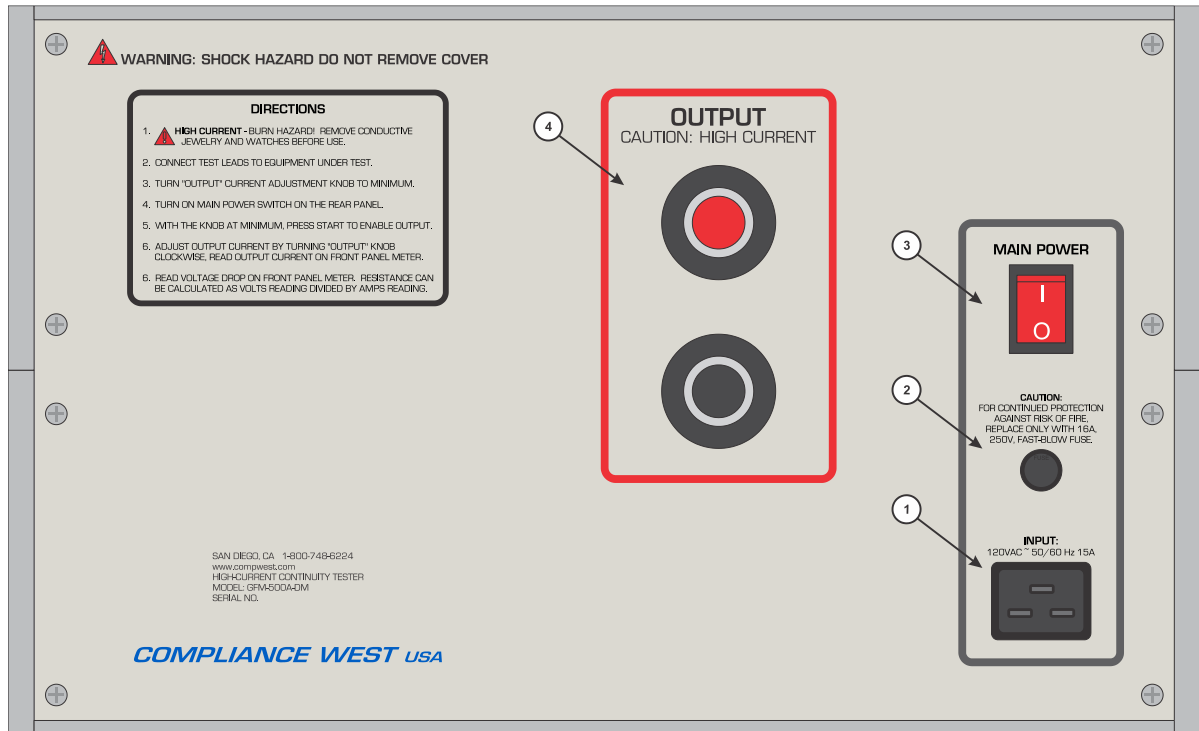 WARNING: SHOCK HAZARD DO NOT REMOVE COVER
DIRECTIONS
1. HIGH CURRENT - BURN HAZARD! REMOVE CONDUCTIVE
JEWELRY AND WATCHES BEFORE USE.
2. CONNECT TEST LEADS TO EQUIPMENT UNDER TEST.
3. TURN "OUTPUT" CURRENT ADJUSTMENT KNOB TO MINIMUM.
4. TURN ON MAIN POWER SWITCH ON THE REAR PANEL.
5. WITH THE KNOB AT MINIMUM, PRESS START TO ENABLE OUTPUT.
6. ADJUST OUTPUT CURRENT BY TURNING "OUTPUT" KNOB
CLOCKWISE, READ OUTPUT CURRENT ON FRONT PANEL METER.
6. READ VOLTAGE DROP ON FRONT PANEL METER. RESISTANCE CAN
BE CALCULATED AS VOLTS READING DIVIDED BY AMPS READING.
4
OUTPUT
CAUTION: HIGH CURRENT
3
MAIN POWER
I
O
2
CAUTION:
FOR CONTINUED PROTECTION
AGAINST RISK OF FIRE,
REPLACE ONLY WITH 16A,
250V, FAST-BLOW FUSE.
1
INPUT:
120VAC ~ 50/60 Hz 15A
SAN DIEGO, CA 1-800-748-6224
www.compwest.com
HIGH-CURRENT CONTINUITY TESTER
MODEL: GFM-500A-DM
SERIAL NO.
COMPLIANCE WEST USA